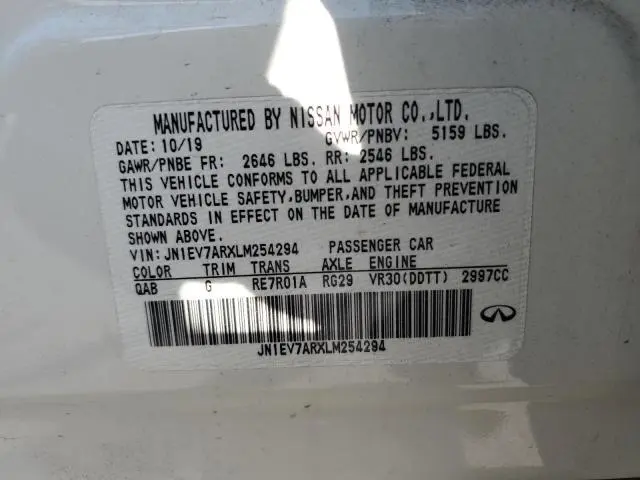 MANUFACTURED BY NISSAN MOTOR CO.,LTD.
DATE: 10/19 GVWR/PNBV: 5159 LBS.
GAWR/PNBE FR: 2646 LBS. RR: 2546 LBS.
THIS VEHICLE CONFORMS TO ALL APPLICABLE FEDERAL
MOTOR VEHICLE SAFETY,BUMPER,AND THEFT PREVENTION
STANDARDS IN EFFECT ON THE DATE OF MANUFACTURE
SHOWN ABOVE.
VIN: JN1EV7ARXLM254294 PASSENGER CAR
COLOR TRIM TRANS AXLE ENGINE
QAB G RE7R01A RG29 VR30(DDTT) 2997CC
JN1EV7ARXLM254294